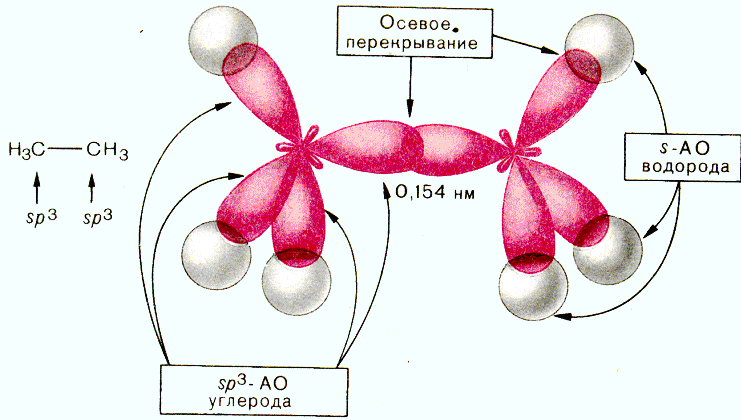 Осевое
перекрывание
H₃C—CH₃
sp³ sp³
0,154 нм
s-АО
водорода
sp³-АО
углерода